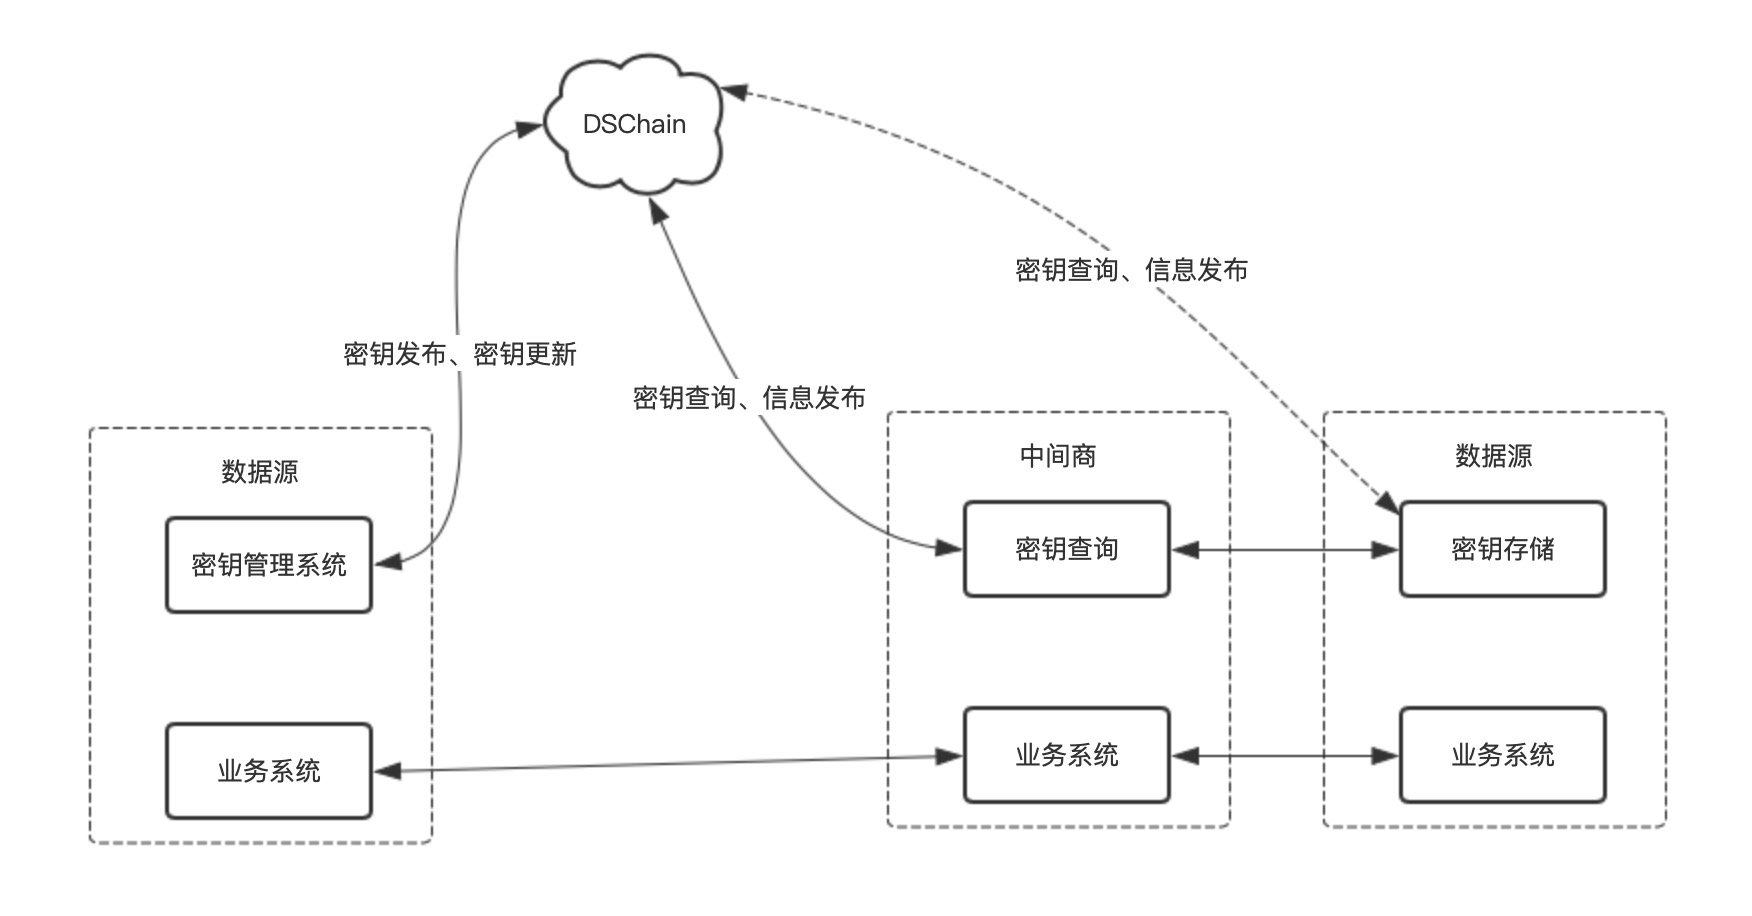 DSChain
密钥查询、信息发布
密钥发布、密钥更新
密钥查询、信息发布
数据源
密钥管理系统
业务系统
中间商
密钥查询
业务系统
数据源
密钥存储
业务系统